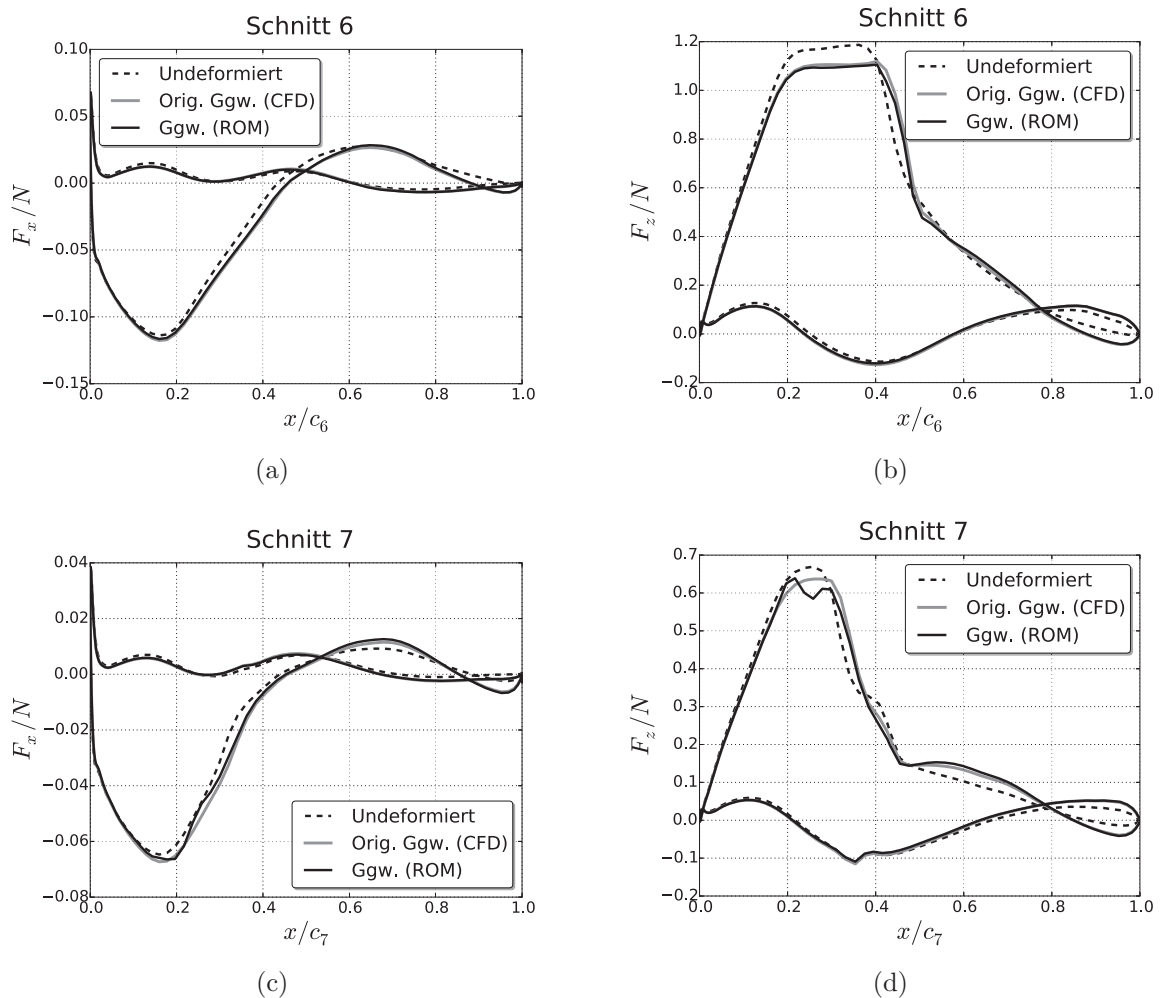 Schnitt 6
0.10
0.05
0.00
−0.05
−0.10
−0.15
F_x/N
Undeformiert
Orig. Ggw. (CFD)
Ggw. (ROM)
0.0 0.2 0.4 0.6 0.8 1.0
x/c_6
(a)
Schnitt 6
1.2
1.0
0.8
0.6
0.4
0.2
0.0
−0.2
F_z/N
Undeformiert
Orig. Ggw. (CFD)
Ggw. (ROM)
0.0 0.2 0.4 0.6 0.8 1.0
x/c_6
(b)
Schnitt 7
0.04
0.02
0.00
−0.02
−0.04
−0.06
−0.08
F_x/N
Undeformiert
Orig. Ggw. (CFD)
Ggw. (ROM)
0.0 0.2 0.4 0.6 0.8 1.0
x/c_7
(c)
Schnitt 7
0.7
0.6
0.5
0.4
0.3
0.2
0.1
0.0
−0.1
−0.2
F_z/N
Undeformiert
Orig. Ggw. (CFD)
Ggw. (ROM)
0.0 0.2 0.4 0.6 0.8 1.0
x/c_7
(d)